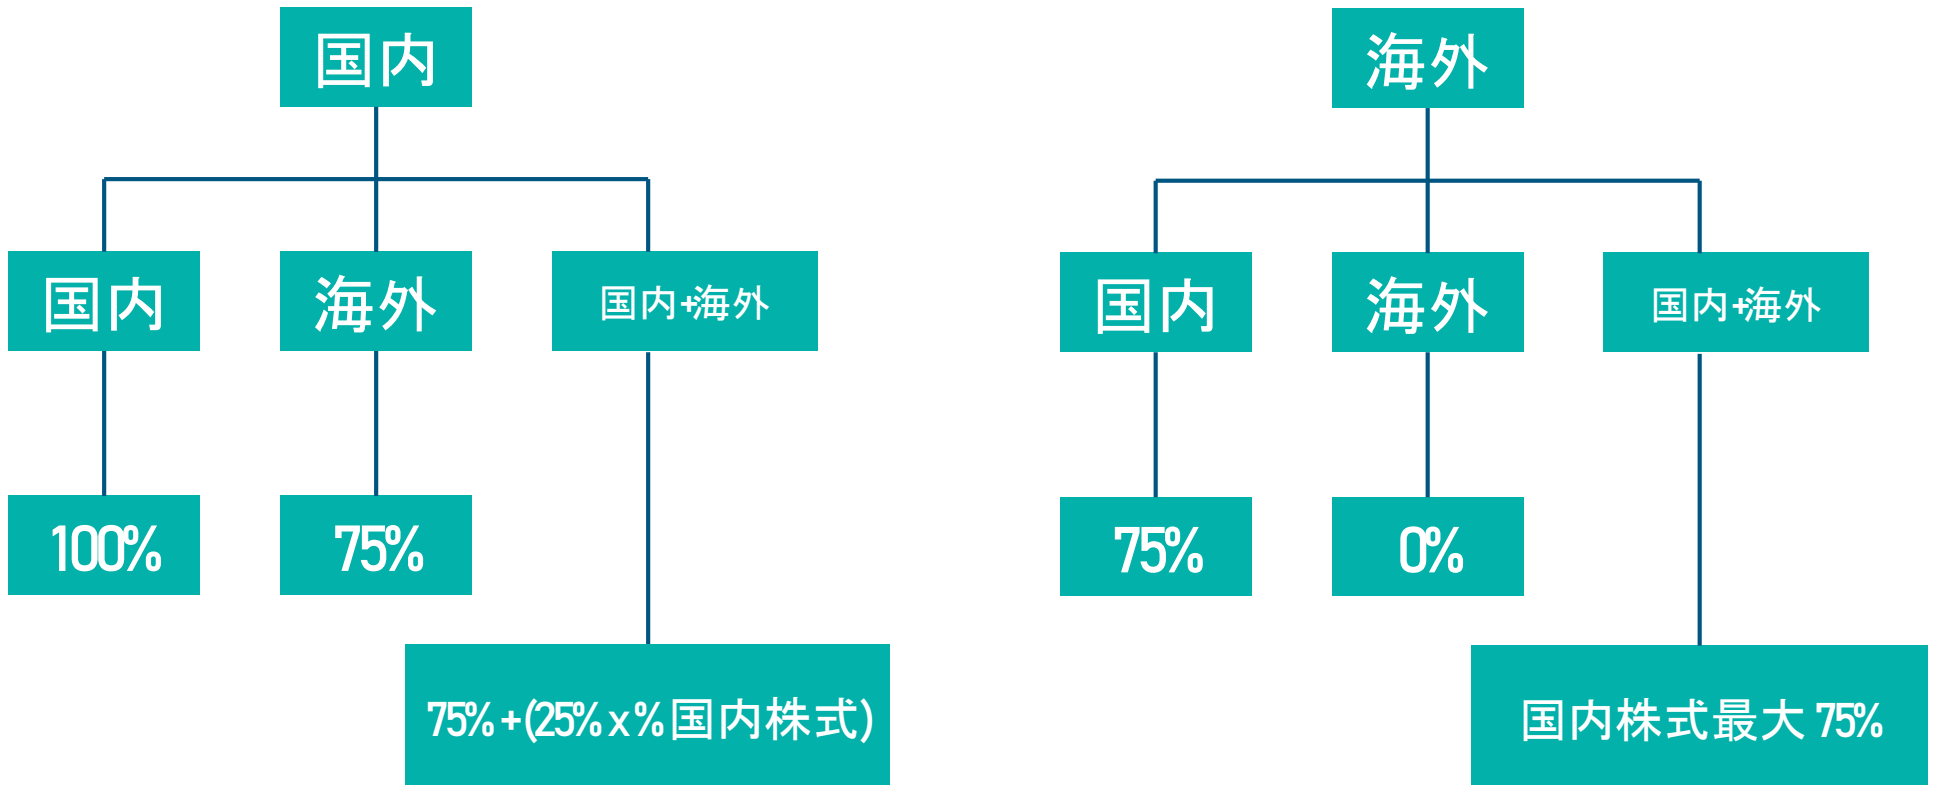 国内
国内
海外
国内+海外
100%
75%
75% + (25% x % 国内株式)
海外
国内
海外
国内+海外
75%
0%
国内株式最大 75%